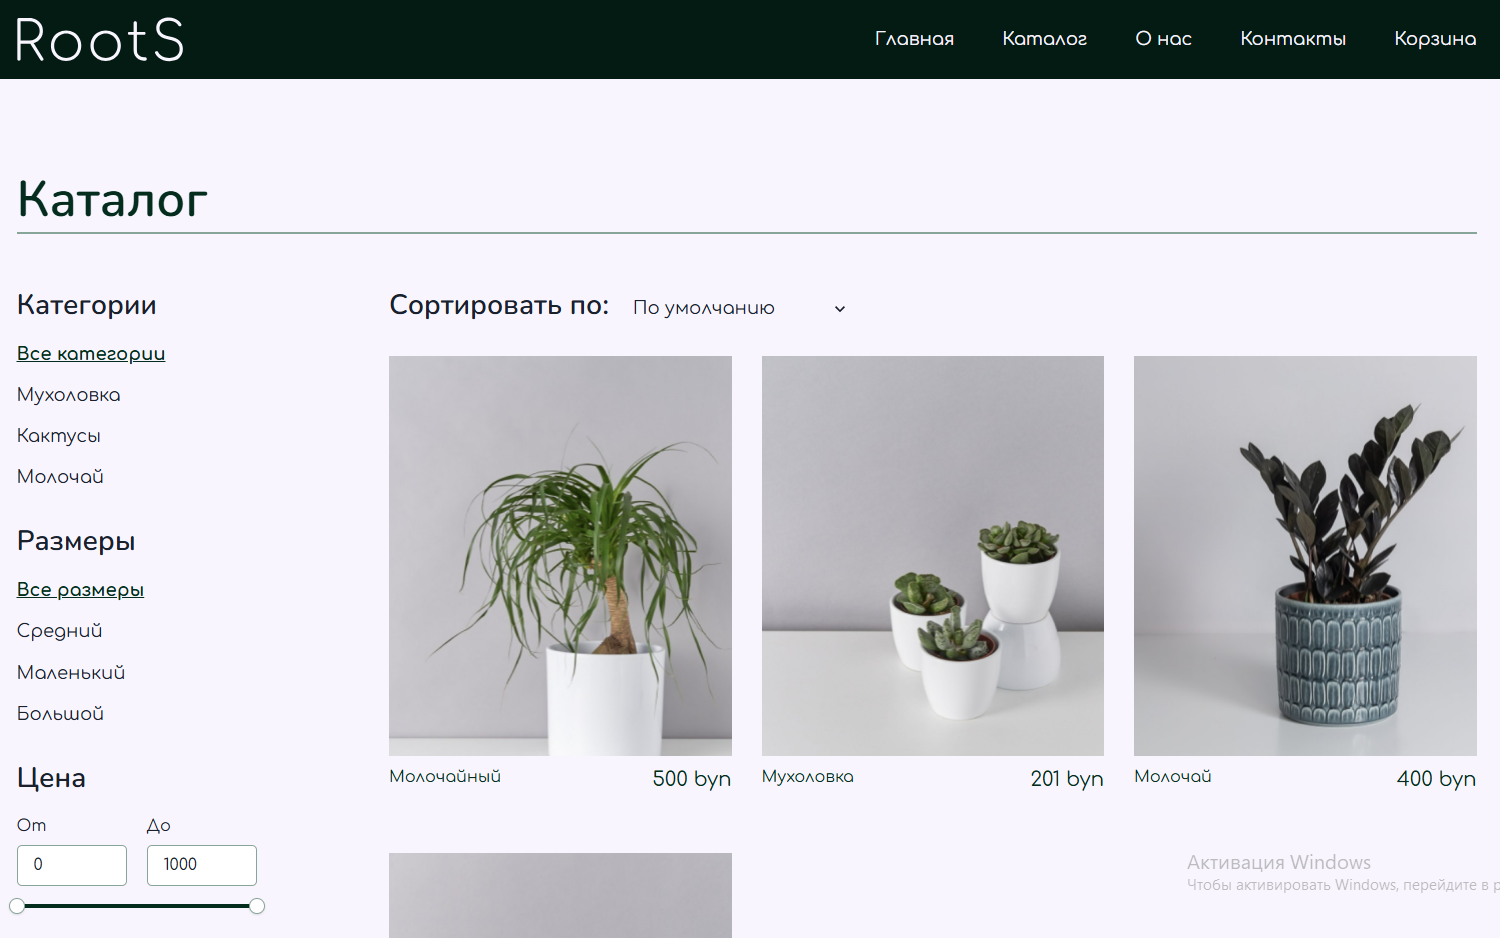 RootS
Главная Каталог О нас Контакты Корзина
Каталог
Категории
Все категории
Мухоловка
Кактусы
Молочай
Размеры
Все размеры
Средний
Маленький
Большой
Цена
От До
0 1000
Сортировать по: По умолчанию
Молочайный 500 byn
Мухоловка 201 byn
Молочай 400 byn
Активация Windows
Чтобы активировать Windows, перейдите в